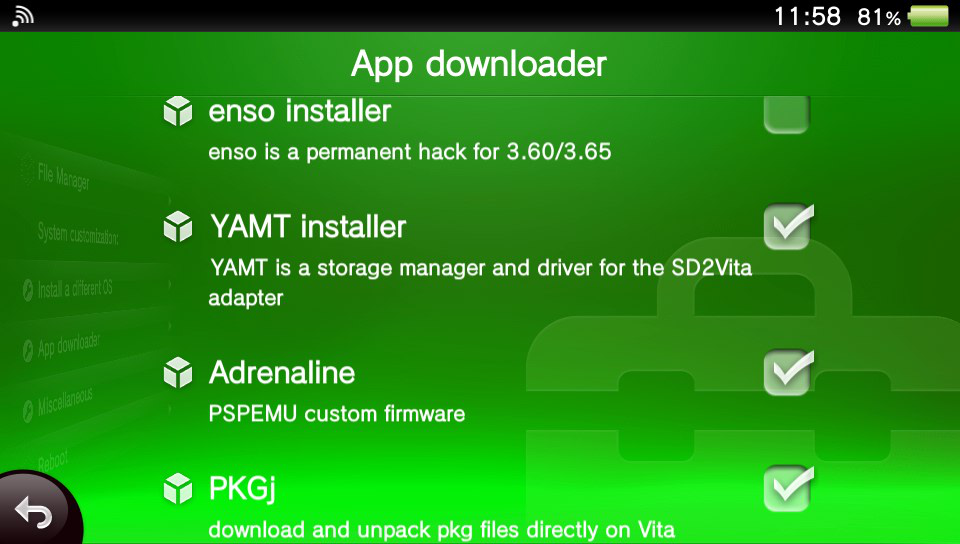 11:58 81%
App downloader
enso installer
enso is a permanent hack for 3.60/3.65
YAMT installer
YAMT is a storage manager and driver for the SD2Vita
adapter
Adrenaline
PSPEMU custom firmware
PKGj
download and unpack pkg files directly on Vita
File Manager
System customizations
Install a different OS
App downloader
Miscellaneous
Reboot